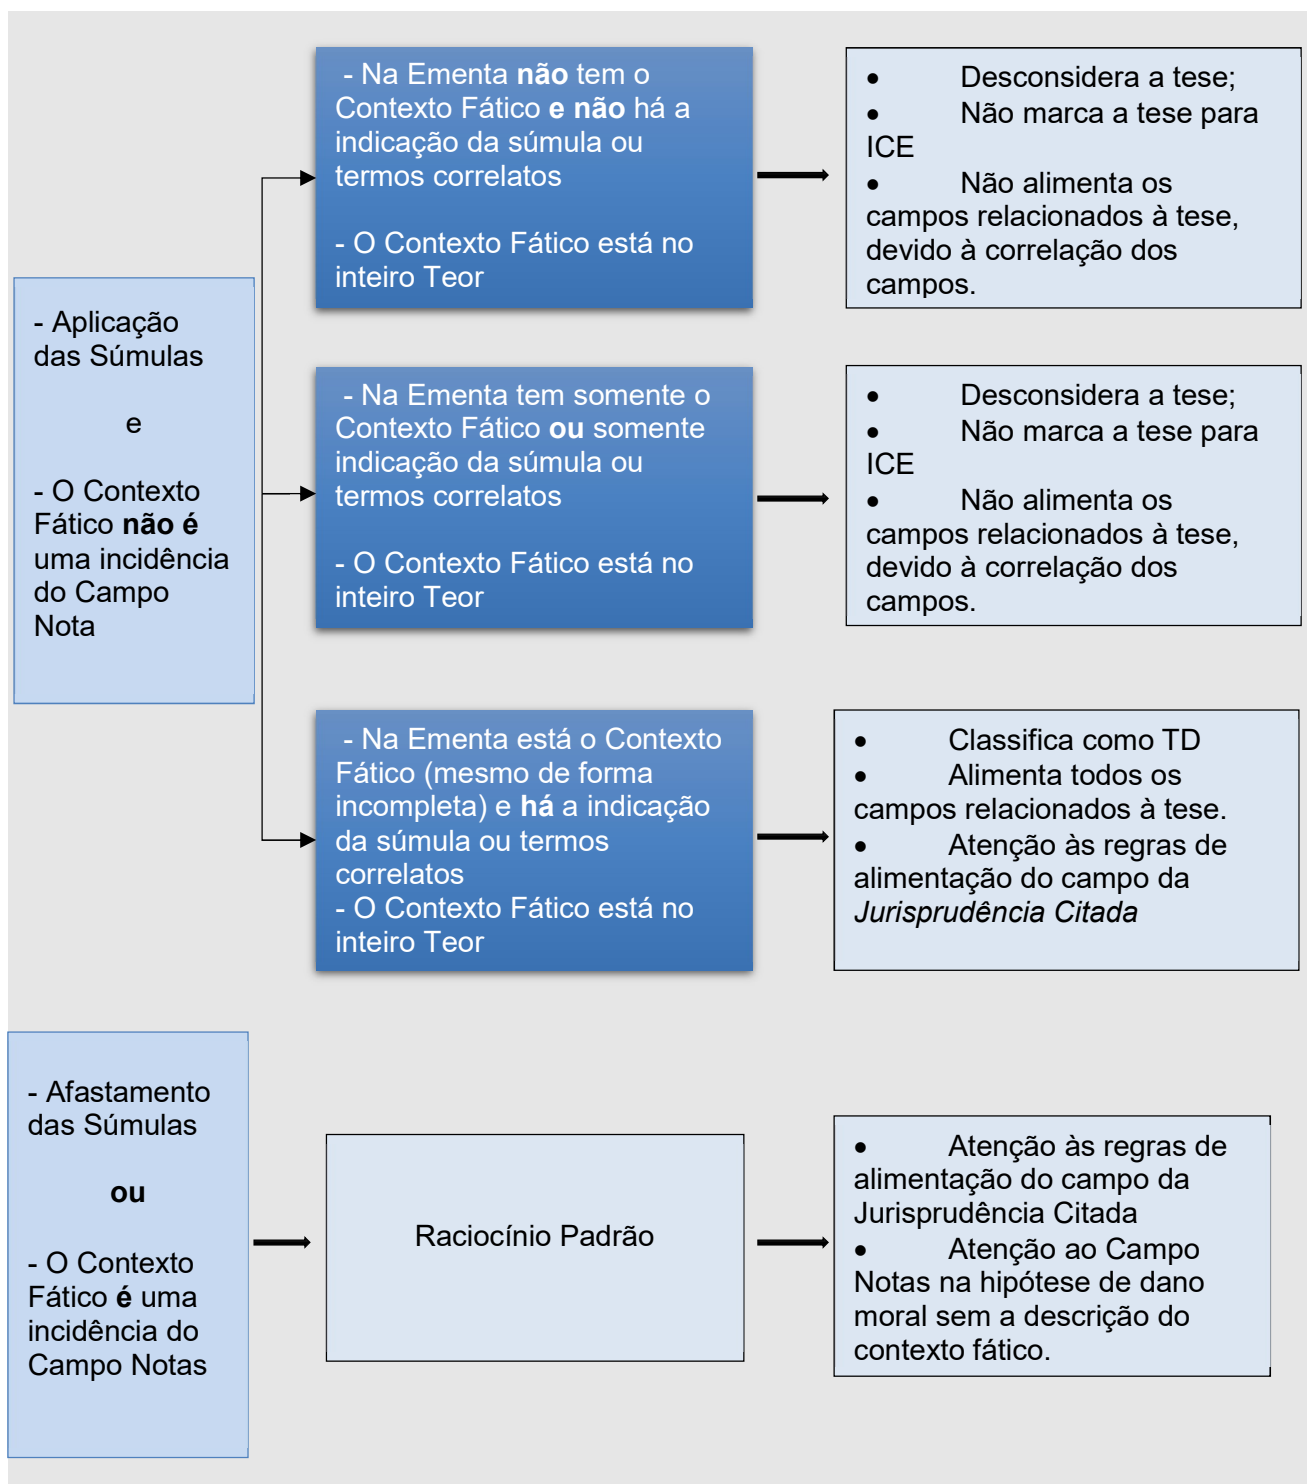 - Aplicação
das Súmulas
e
- O Contexto
Fático não é
uma incidência
do Campo
Nota
- Na Ementa não tem o
Contexto Fático e não há a
indicação da súmula ou
termos correlatos
- O Contexto Fático está no
inteiro Teor
• Desconsidera a tese;
• Não marca a tese para
ICE
• Não alimenta os
campos relacionados à tese,
devido à correlação dos
campos.
- Na Ementa tem somente o
Contexto Fático ou somente
indicação da súmula ou
termos correlatos
- O Contexto Fático está no
inteiro Teor
• Desconsidera a tese;
• Não marca a tese para
ICE
• Não alimenta os
campos relacionados à tese,
devido à correlação dos
campos.
- Na Ementa está o Contexto
Fático (mesmo de forma
incompleta) e há a indicação
da súmula ou termos
correlatos
- O Contexto Fático está no
inteiro Teor
• Classifica como TD
• Alimenta todos os
campos relacionados à tese.
• Atenção às regras de
alimentação do campo da
Jurisprudência Citada
- Afastamento
das Súmulas
ou
- O Contexto
Fático é uma
incidência do
Campo Notas
Raciocínio Padrão
• Atenção às regras de
alimentação do campo da
Jurisprudência Citada
• Atenção ao Campo
Notas na hipótese de dano
moral sem a descrição do
contexto fático.